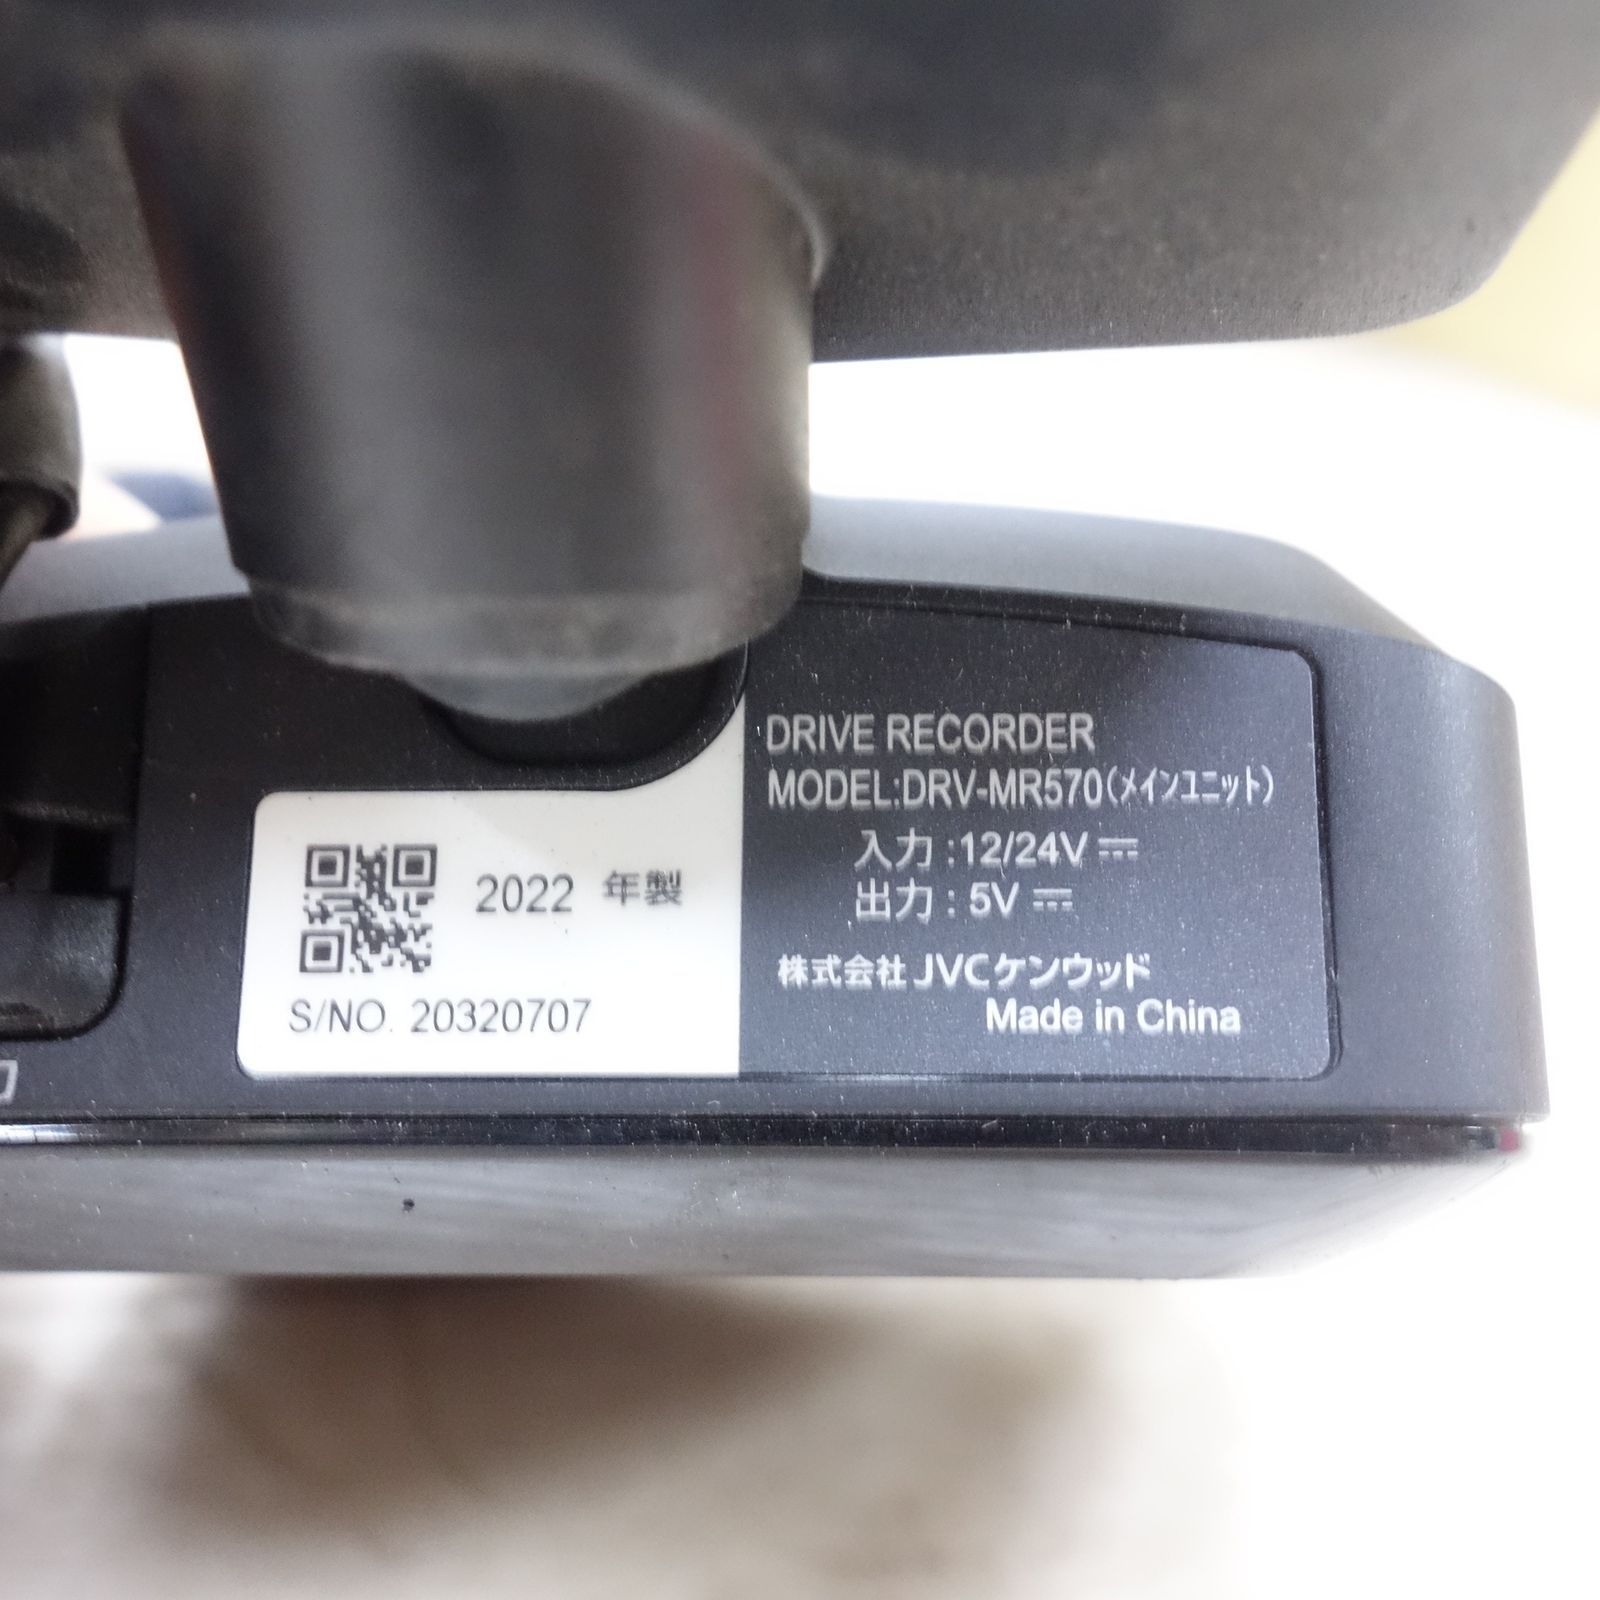 DRIVE RECORDER
MODEL:DRV-MR570(メインユニット)
入力:12/24V
出力:5V
株式会社 JVCケンウッド
Made in China
2022 年製
S/NO. 20320707